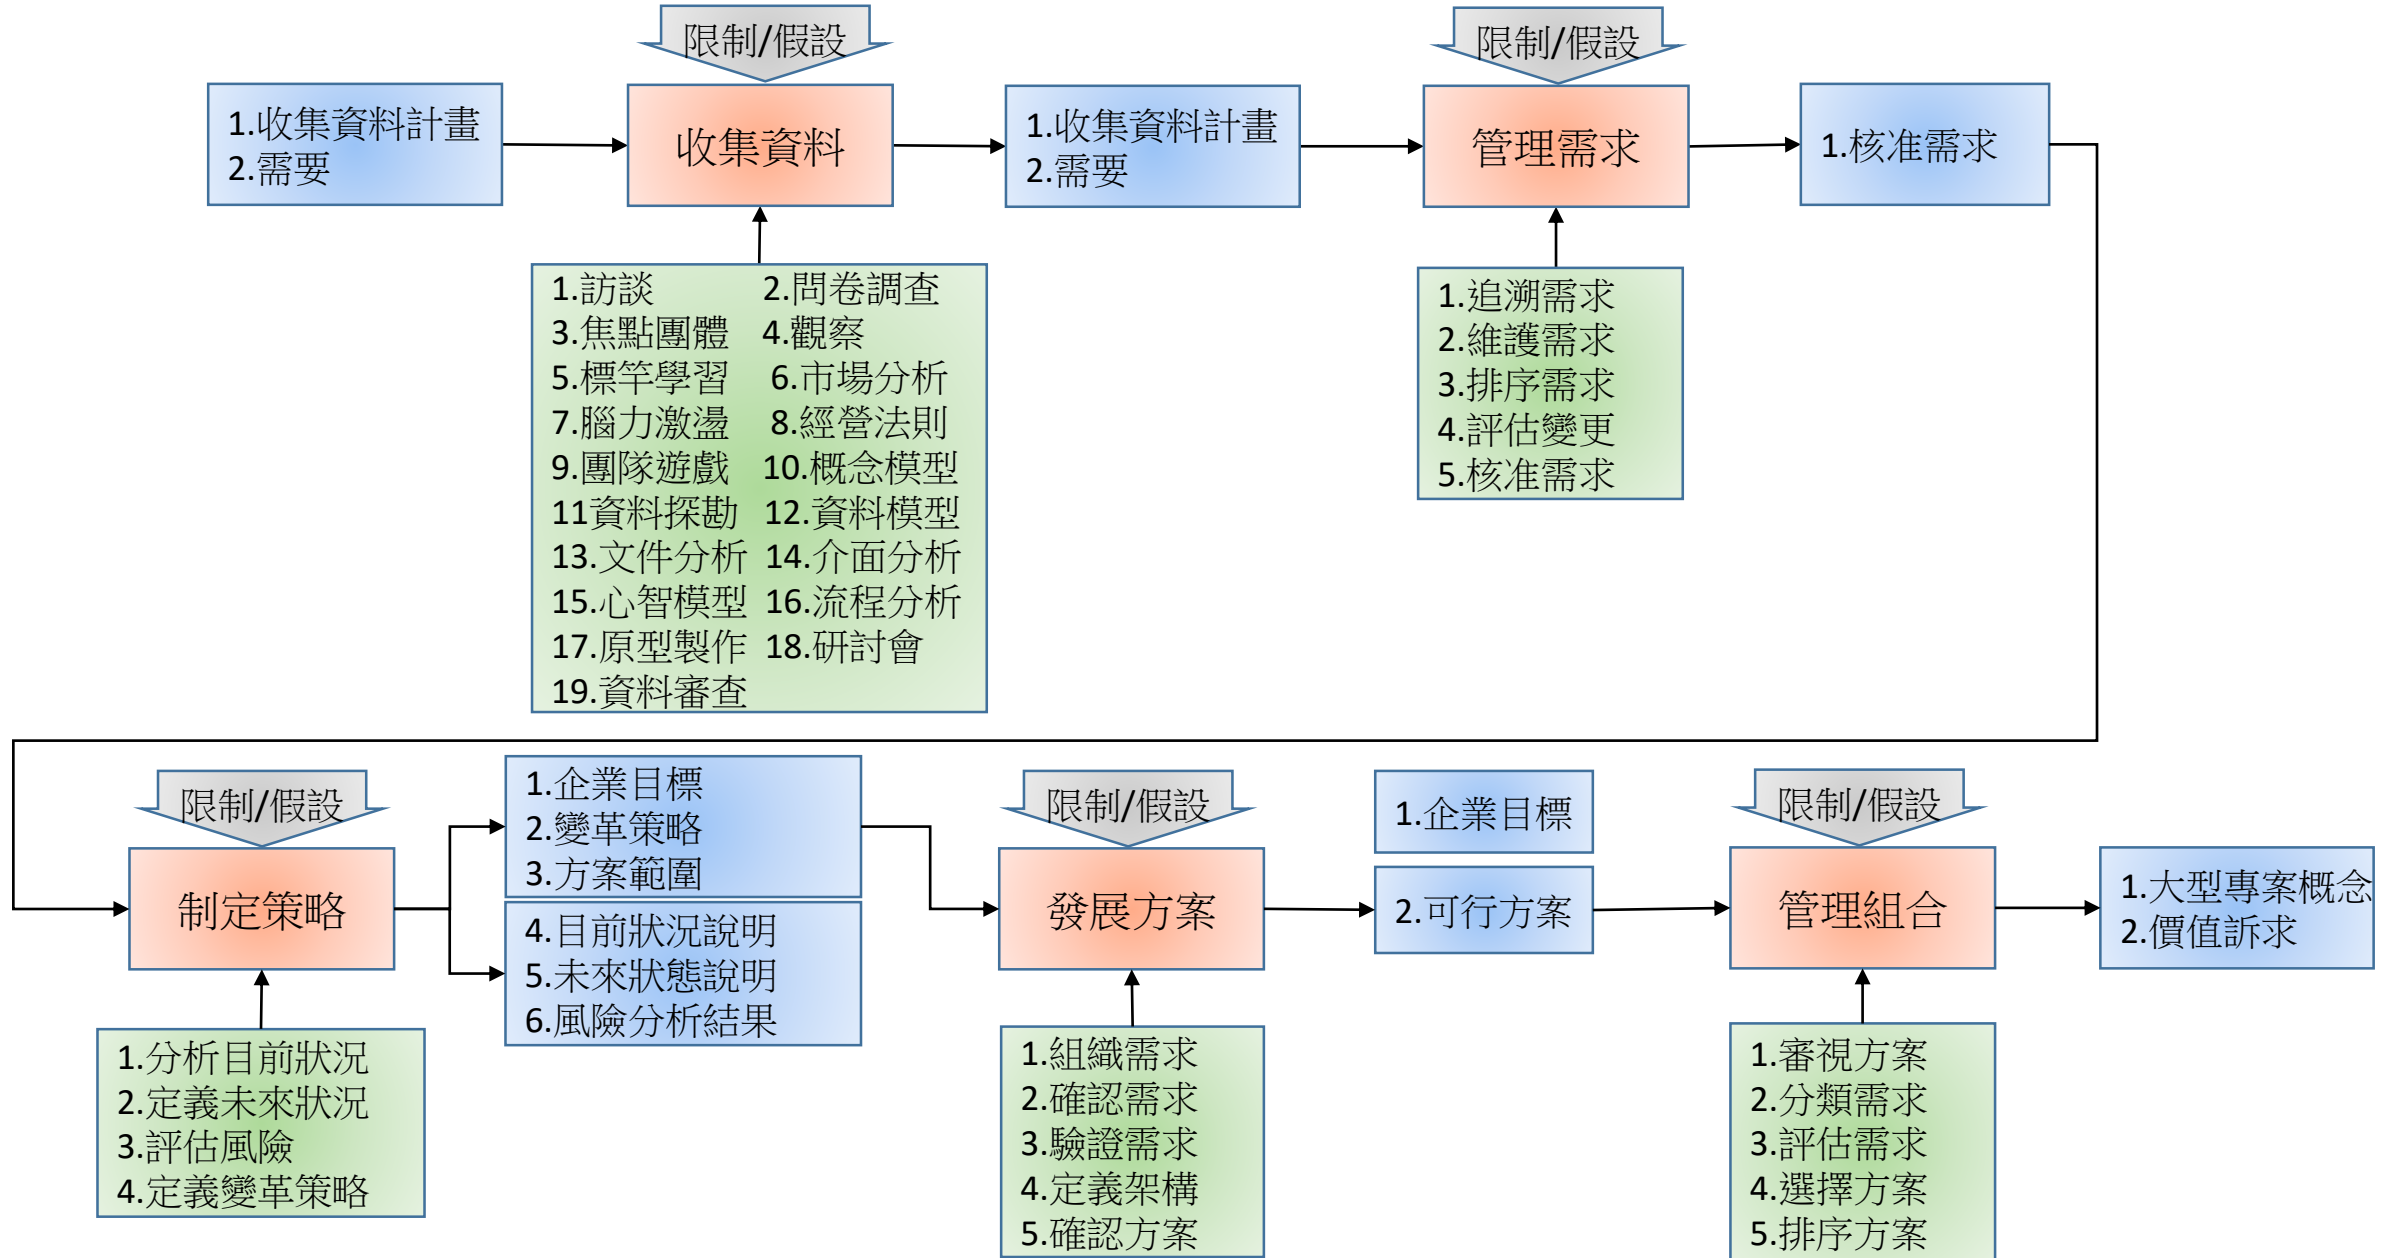 限制/假設
限制/假設
1.收集資料計畫
2.需要
收集資料
1.收集資料計畫
2.需要
管理需求
1.核准需求
1.訪談 2.問卷調查
3.焦點團體 4.觀察
5.標竿學習 6.市場分析
7.腦力激盪 8.經營法則
9.團隊遊戲 10.概念模型
11資料探勘 12.資料模型
13.文件分析 14.介面分析
15.心智模型 16.流程分析
17.原型製作 18.研討會
19.資料審查
1.追溯需求
2.維護需求
3.排序需求
4.評估變更
5.核准需求
限制/假設
制定策略
1.企業目標
2.變革策略
3.方案範圍
4.目前狀況說明
5.未來狀態說明
6.風險分析結果
限制/假設
發展方案
1.企業目標
2.可行方案
限制/假設
管理組合
1.大型專案概念
2.價值訴求
1.分析目前狀況
2.定義未來狀況
3.評估風險
4.定義變革策略
1.組織需求
2.確認需求
3.驗證需求
4.定義架構
5.確認方案
1.審視方案
2.分類需求
3.評估需求
4.選擇方案
5.排序方案